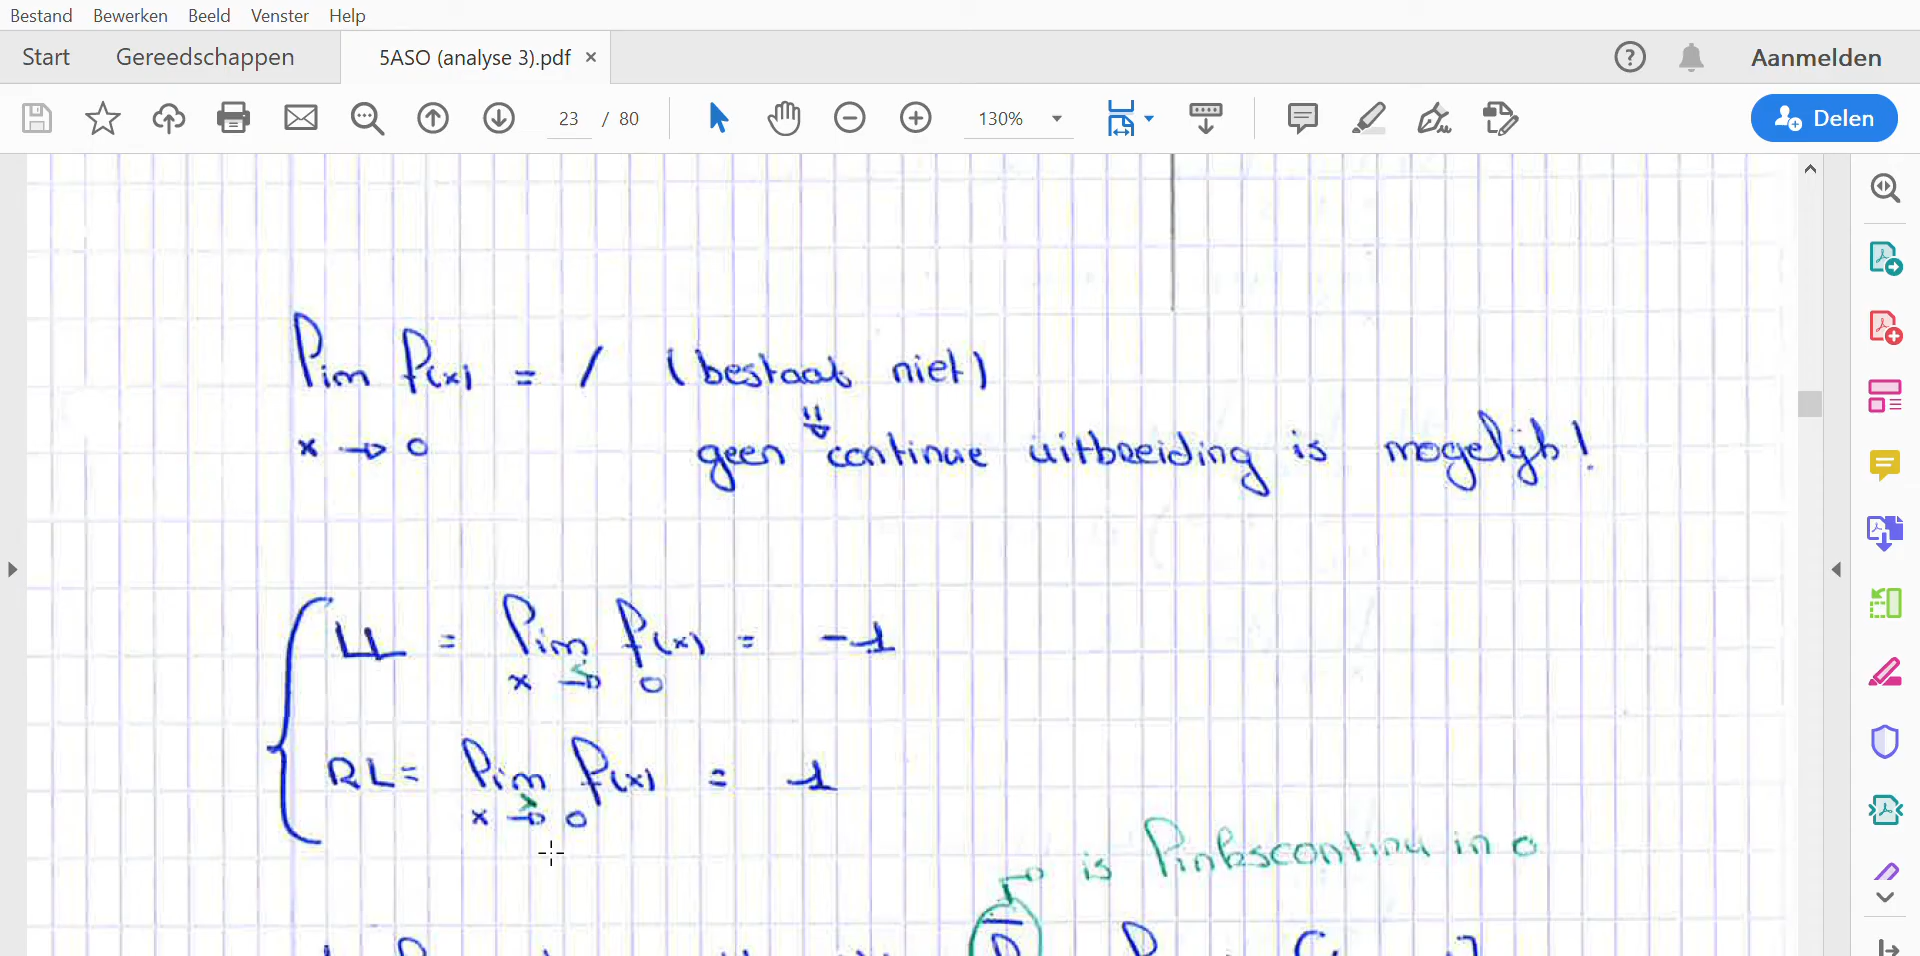 Bestand Bewerken Beeld Venster Help
Start Gereedschappen 5ASO (analyse 3).pdf × Aanmelden
23 / 80 130% Delen
lim f(x) = / (bestaat niet)
x → 0 ⇓
geen continue uitbreiding is mogelijk!
LL = lim f(x) = -1
x → 0
<
RL = lim f(x) = 1
x → 0
>
is linkscontinu in 0